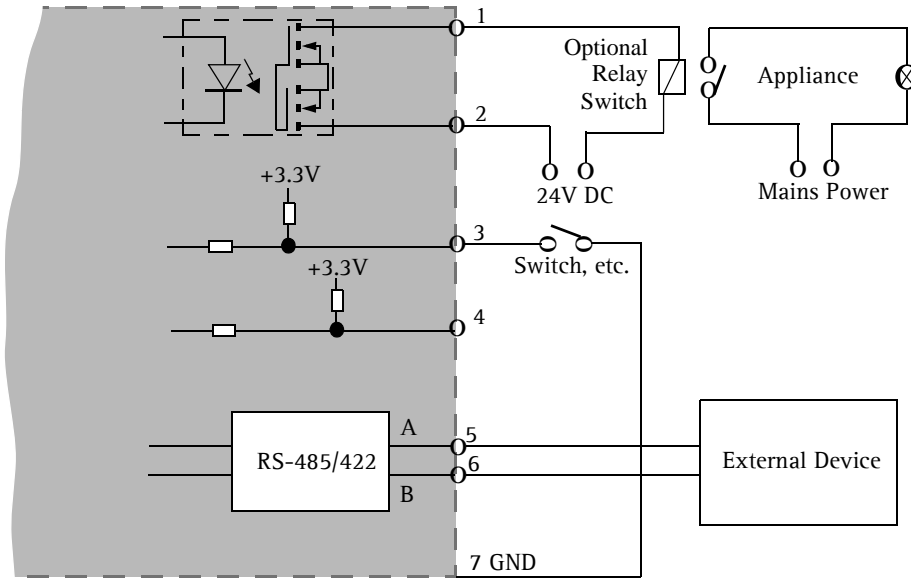 1
Optional
Relay
Switch
Appliance
2
24V DC
Mains Power
+3.3V
3
Switch, etc.
+3.3V
4
A
5
RS-485/422
6
B
External Device
7 GND